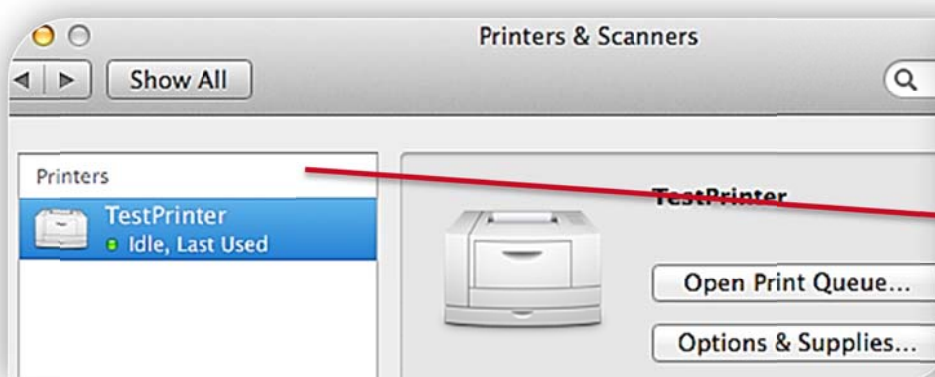 Printers & Scanners
Show All
Printers
TestPrinter
Idle, Last Used
TestPrinter
Open Print Queue...
Options & Supplies...